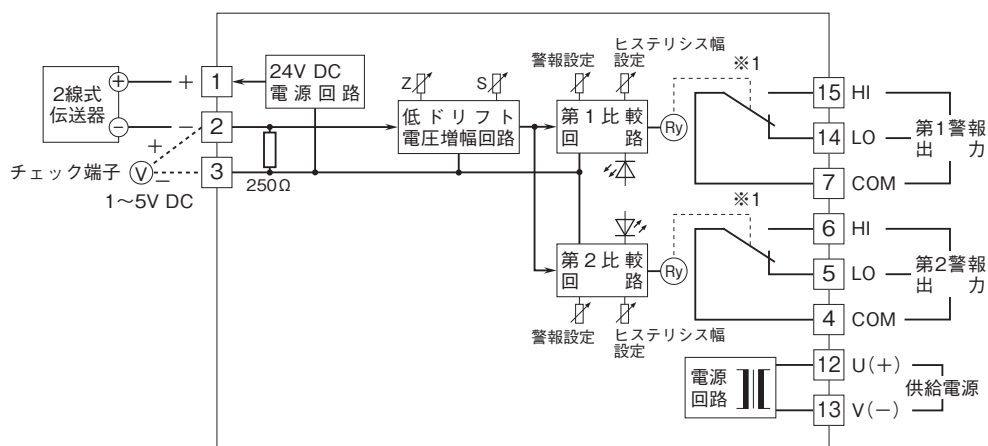 2線式
伝送器
+
−
+
−
1
2
3
+
−
V
チェック端子
1〜5V DC
24V DC
電源回路
250Ω
Z
S
低ドリフト
電圧増幅回路
警報設定
ヒステリシス幅
設定
第1比較
回 路
Ry
※1
15 HI
14 LO
7 COM
第1警報
出 力
第2比較
回 路
Ry
※1
警報設定
ヒステリシス幅
設定
6 HI
5 LO
4 COM
第2警報
出 力
電源
回路
12 U(+)
13 V(−)
供給電源